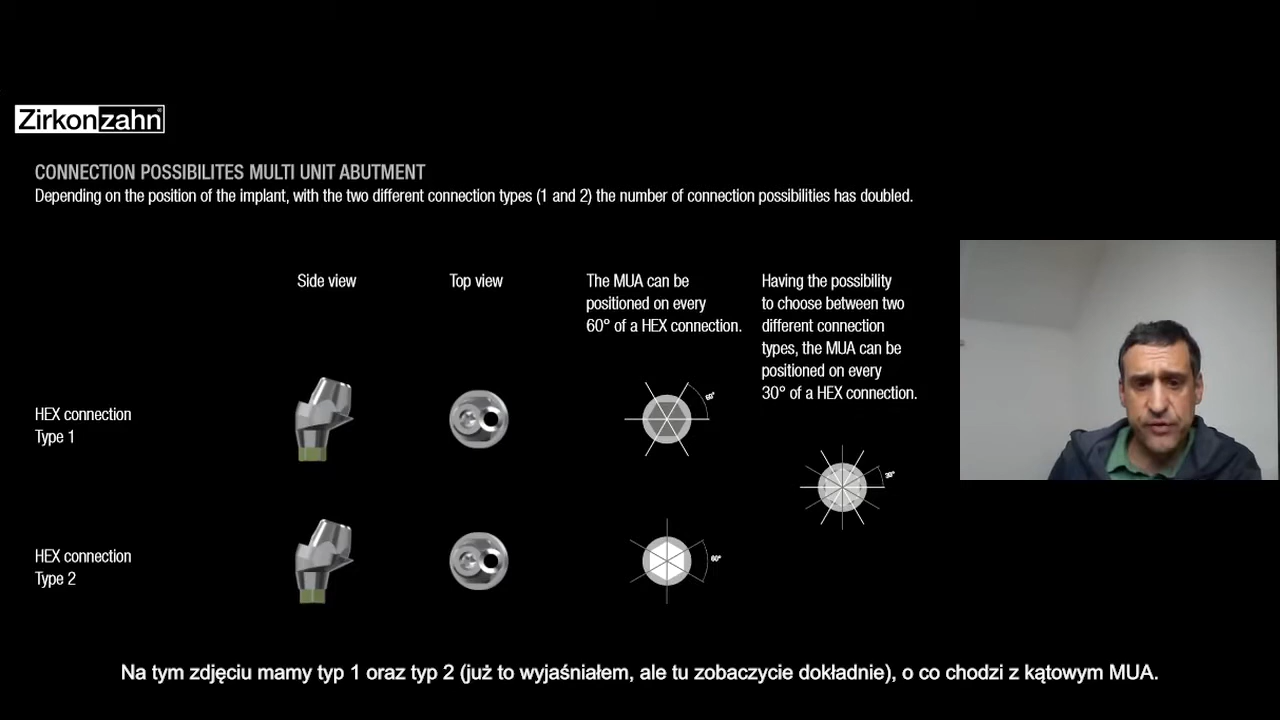 Zirkonzahn®
CONNECTION POSSIBILITES MULTI UNIT ABUTMENT
Depending on the position of the implant, with the two different connection types (1 and 2) the number of connection possibilities has doubled.
Side view
Top view
The MUA can be
positioned on every
60° of a HEX connection.
Having the possibility
to choose between two
different connection
types, the MUA can be
positioned on every
30° of a HEX connection.
HEX connection
Type 1
60°
30°
HEX connection
Type 2
60°
Na tym zdjęciu mamy typ 1 oraz typ 2 (już to wyjaśniałem, ale tu zobaczycie dokładnie), o co chodzi z kątowym MUA.